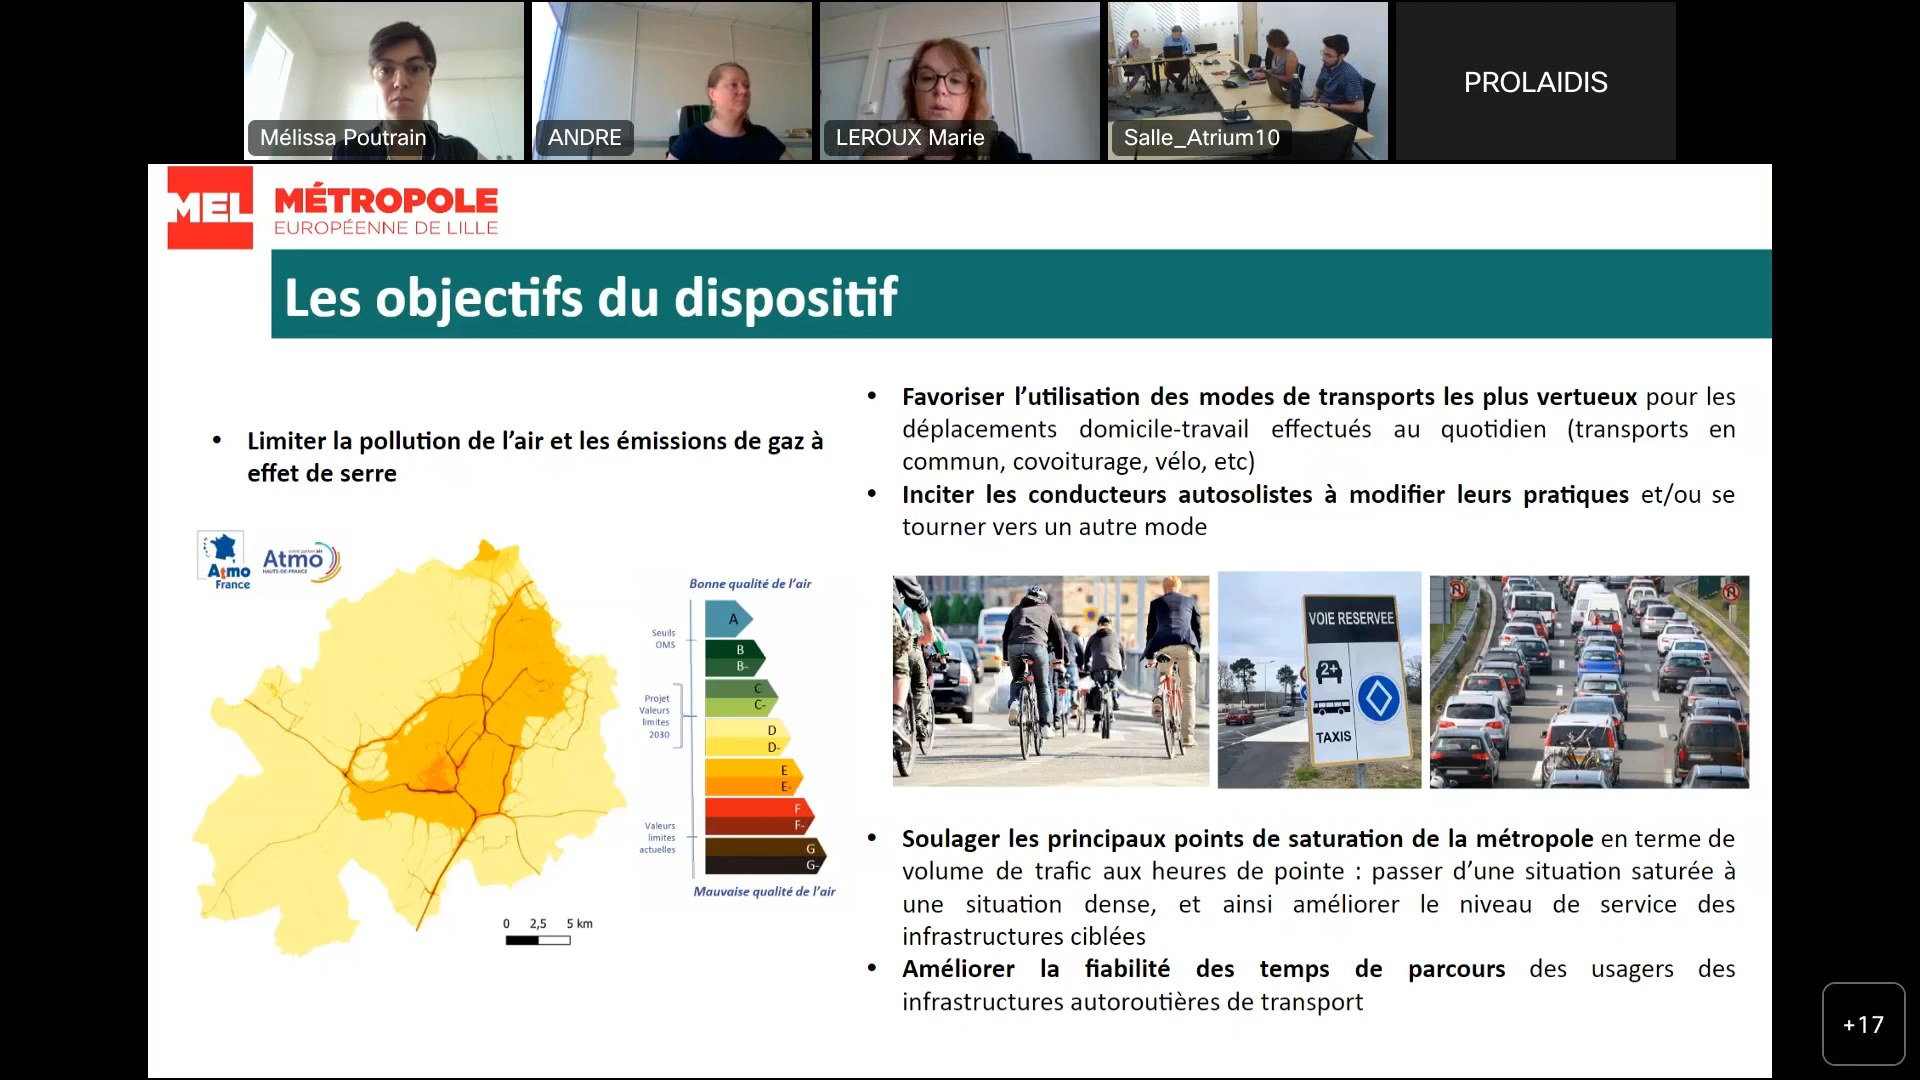 Mélissa Poutrain
ANDRE
LEROUX Marie
Salle_Atrium10
PROLAIDIS
MEL
MÉTROPOLE
EUROPÉENNE DE LILLE
Les objectifs du dispositif
• Limiter la pollution de l’air et les émissions de gaz à
effet de serre
Atmo
France
Atmo
HAUTS-DE-FRANCE
Bonne qualité de l’air
Seuils
OMS
Projet
Valeurs
limites
2030
Valeurs
limites
actuelles
A
B
B-
C
C-
D
D-
E
E-
F
F-
G
G-
Mauvaise qualité de l’air
0 2,5 5 km
• Favoriser l’utilisation des modes de transports les plus vertueux pour les
déplacements domicile-travail effectués au quotidien (transports en
commun, covoiturage, vélo, etc)
• Inciter les conducteurs autosolistes à modifier leurs pratiques et/ou se
tourner vers un autre mode
VOIE RESERVEE
2+
TAXIS
• Soulager les principaux points de saturation de la métropole en terme de
volume de trafic aux heures de pointe : passer d’une situation saturée à
une situation dense, et ainsi améliorer le niveau de service des
infrastructures ciblées
• Améliorer la fiabilité des temps de parcours des usagers des
infrastructures autoroutières de transport
+17